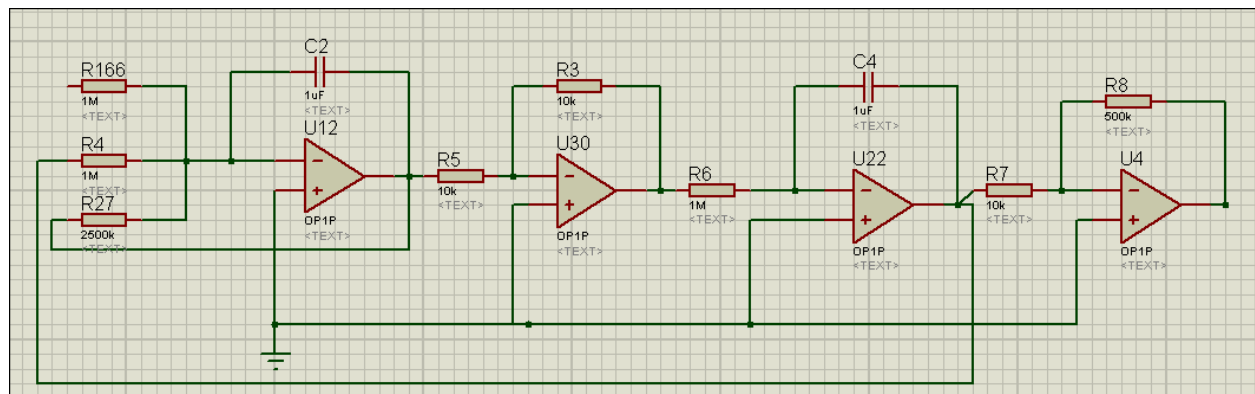 R166
1M
<TEXT>
R4
1M
<TEXT>
R27
2500k
<TEXT>
C2
1uF
<TEXT>
U12
OP1P
<TEXT>
R5
10k
<TEXT>
R3
10k
<TEXT>
U30
OP1P
<TEXT>
R6
1M
<TEXT>
C4
1uF
<TEXT>
U22
OP1P
<TEXT>
R7
10k
<TEXT>
R8
500k
<TEXT>
U4
OP1P
<TEXT>